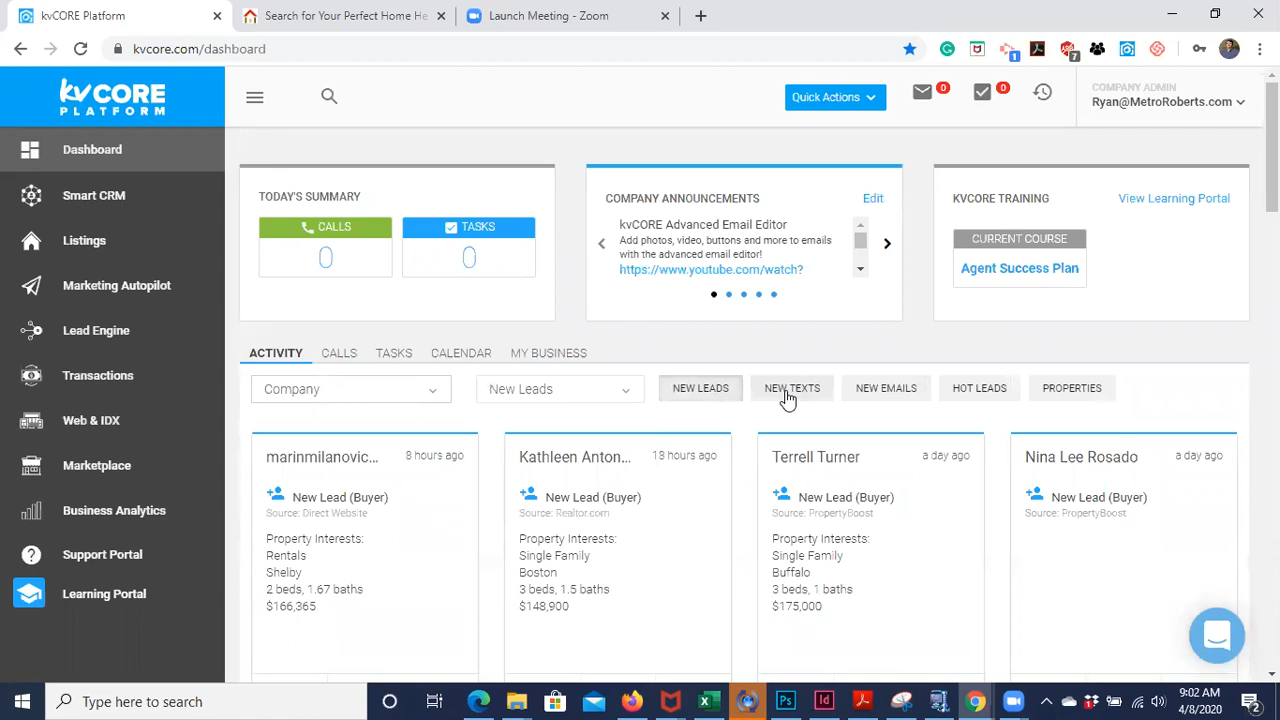 kvCORE Platform
Search for Your Perfect Home He
Launch Meeting - Zoom
kvcore.com/dashboard
1
7
kvCORE
PLATFORM
Quick Actions
0
0
COMPANY ADMIN
Ryan@MetroRoberts.com
Dashboard
Smart CRM
Listings
Marketing Autopilot
Lead Engine
Transactions
Web & IDX
Marketplace
Business Analytics
Support Portal
Learning Portal
TODAY'S SUMMARY
CALLS
TASKS
0
0
COMPANY ANNOUNCEMENTS
Edit
kvCORE Advanced Email Editor
Add photos, video, buttons and more to emails
with the advanced email editor!
https://www.youtube.com/watch?
KVCORE TRAINING
View Learning Portal
CURRENT COURSE
Agent Success Plan
ACTIVITY
CALLS
TASKS
CALENDAR
MY BUSINESS
Company
New Leads
NEW LEADS
NEW TEXTS
NEW EMAILS
HOT LEADS
PROPERTIES
marinmilanovic...
8 hours ago
New Lead (Buyer)
Source: Direct Website
Property Interests:
Rentals
Shelby
2 beds, 1.67 baths
$166,365
Kathleen Anton...
13 hours ago
New Lead (Buyer)
Source: Realtor.com
Property Interests:
Single Family
Boston
3 beds, 1.5 baths
$148,900
Terrell Turner
a day ago
New Lead (Buyer)
Source: PropertyBoost
Property Interests:
Single Family
Buffalo
3 beds, 1 baths
$175,000
Nina Lee Rosado
a day ago
New Lead (Buyer)
Source: PropertyBoost
Type here to search
9:02 AM
4/8/2020